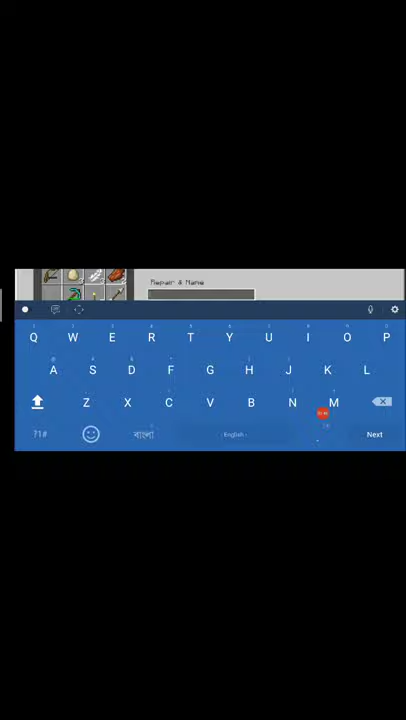 Repair & Name
Q W E R T Y U I O P
A S D F G H J K L
Z X C V B N M
?1# বাংলা English Next